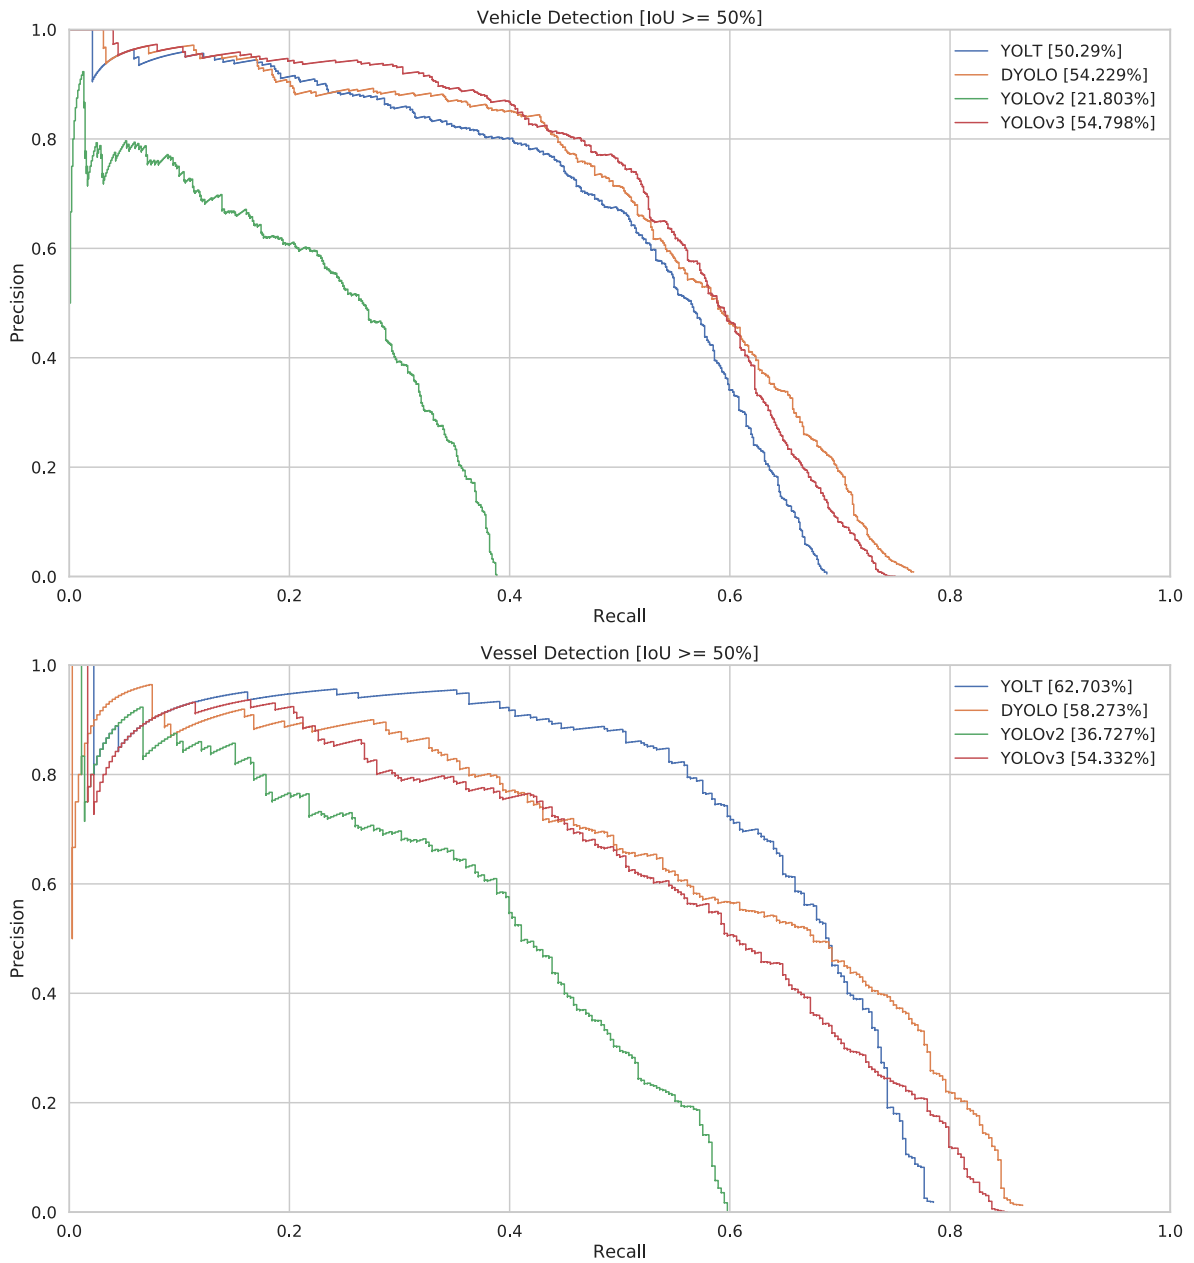 Vehicle Detection [IoU >= 50%]
1.0
0.8
0.6
0.4
0.2
0.0
Precision
YOLT [50.29%]
DYOLO [54.229%]
YOLOv2 [21.803%]
YOLOv3 [54.798%]
0.0 0.2 0.4 0.6 0.8 1.0
Recall
Vessel Detection [IoU >= 50%]
1.0
0.8
0.6
0.4
0.2
0.0
Precision
YOLT [62.703%]
DYOLO [58.273%]
YOLOv2 [36.727%]
YOLOv3 [54.332%]
0.0 0.2 0.4 0.6 0.8 1.0
Recall